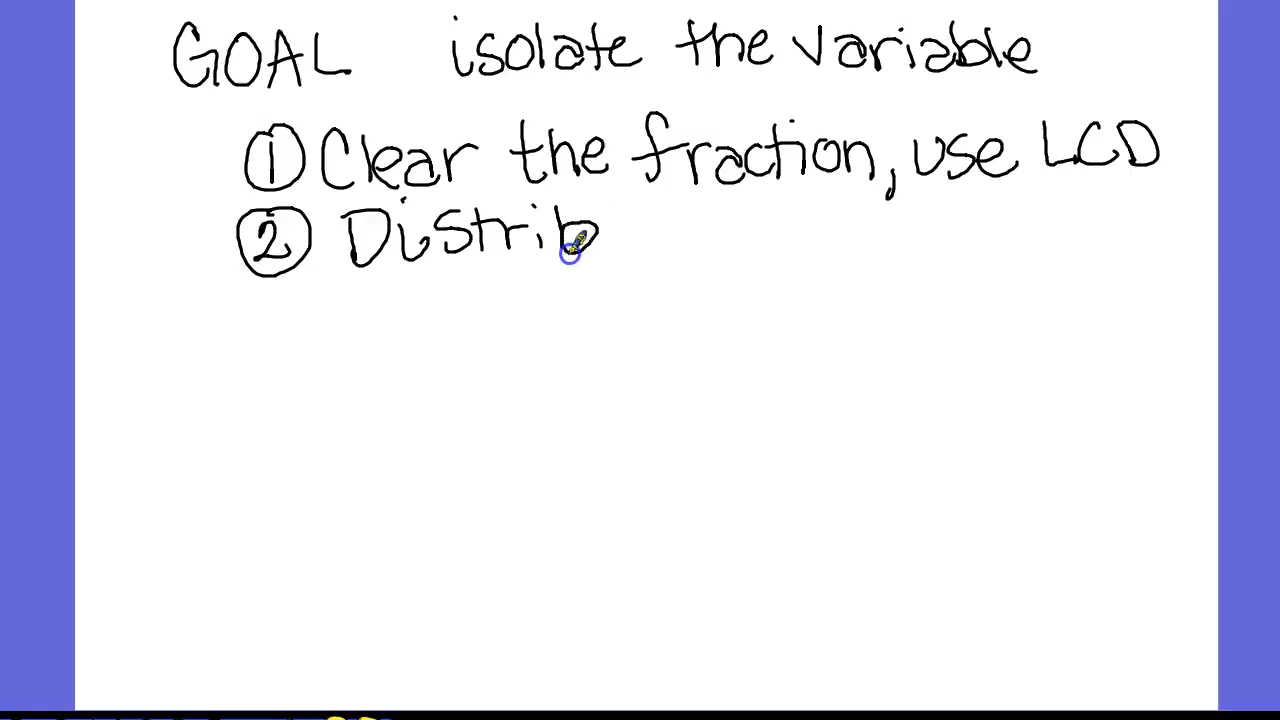 GOAL isolate the variable
① Clear the fraction, use LCD
② Distrib